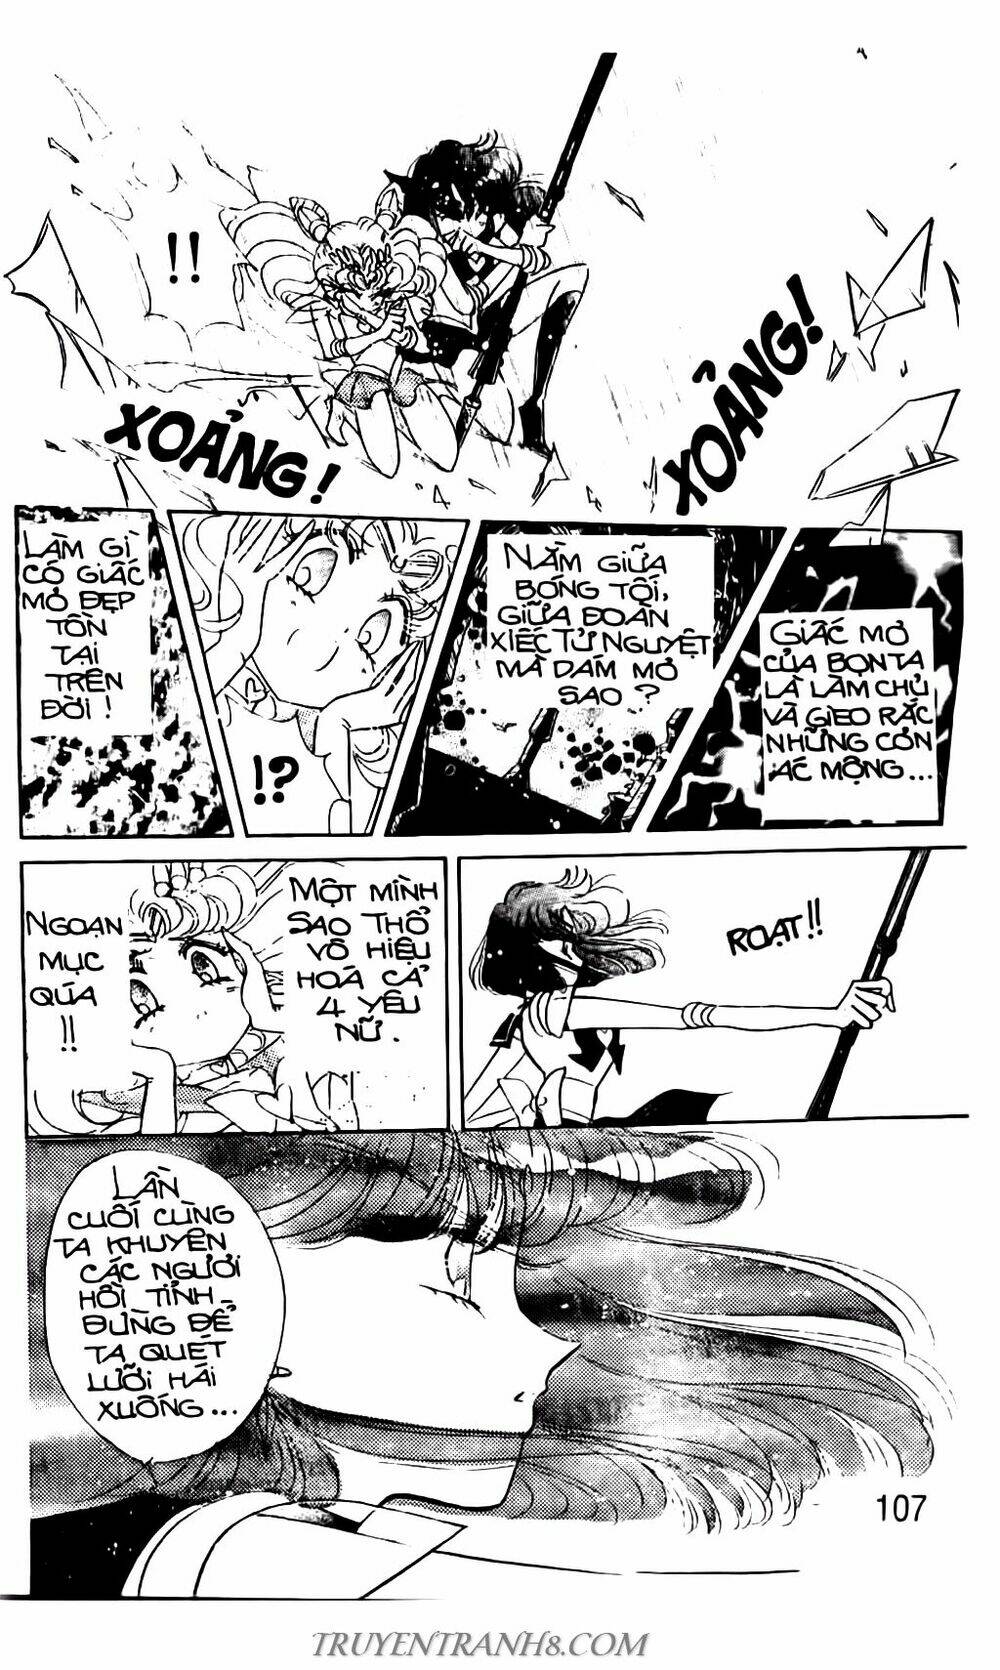 !!
XOẢNG!
XOẢNG!
LÀM GÌ
CÓ GIẤC
MƠ ĐẸP
TỒN
TẠI
TRÊN
ĐỜI!
!?
NẰM GIỮA
BÓNG TỐI,
GIỮA ĐOÀN
XIẾC TỬ NGUYỆT
MÀ DÁM MƠ
SAO?
GIẤC MƠ
CỦA BỌN TA
LÀ LÀM CHỦ
VÀ GIEO RẮC
NHỮNG CƠN
ÁC MỘNG...
NGOẠN
MỤC
QÚA
!!
MỘT MÌNH
SAO THỔ
VÔ HIỆU
HOÁ CẢ
4 YÊU
NỮ.
ROẠT!!
LẦN
CUỐI CÙNG
TA KHUYÊN
CÁC NGƯƠI
HỒI TỈNH
ĐỪNG ĐỂ
TA QUÉT
LƯỠI HÁI
XUỐNG...
107
TRUYENTRANH8.COM